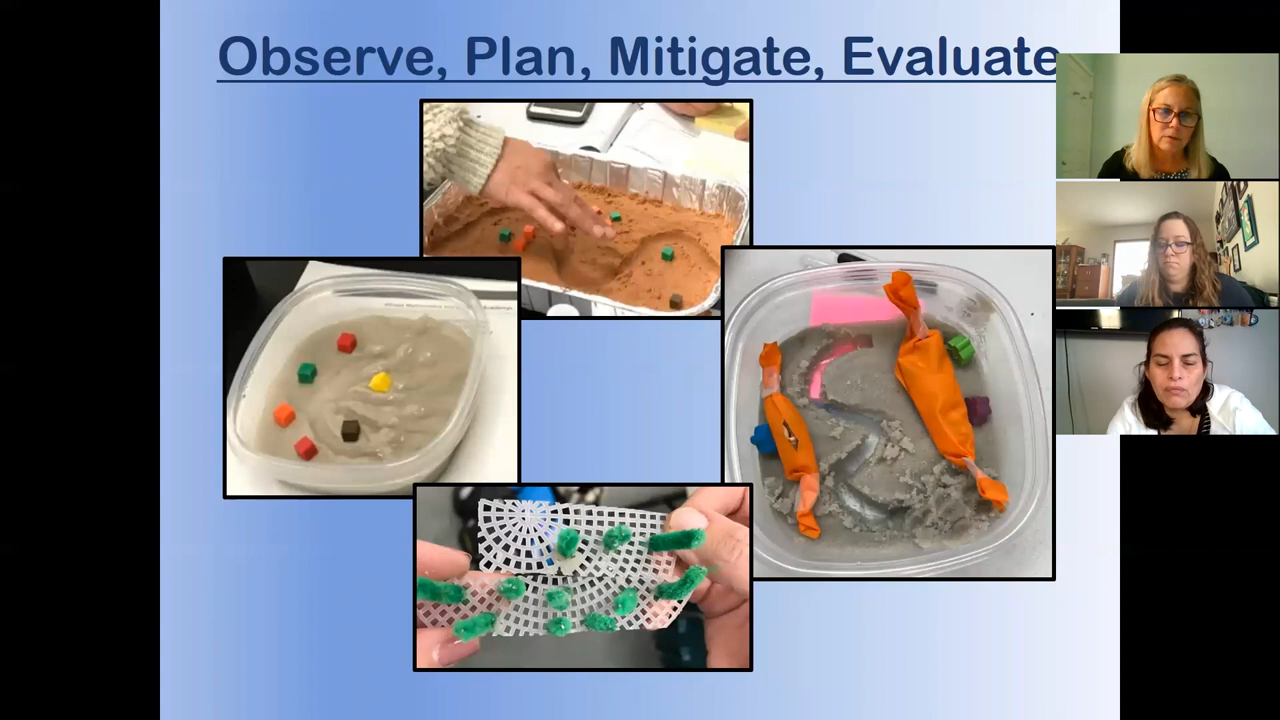 Observe, Plan, Mitigate, Evaluate